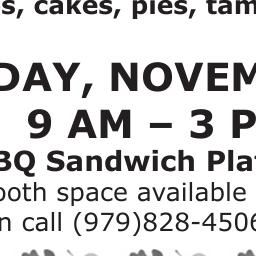 s, cakes, pies, tam
DAY, NOVEM
9 AM – 3 P
BQ Sandwich Pla
ooth space available
n call (979)828-4506